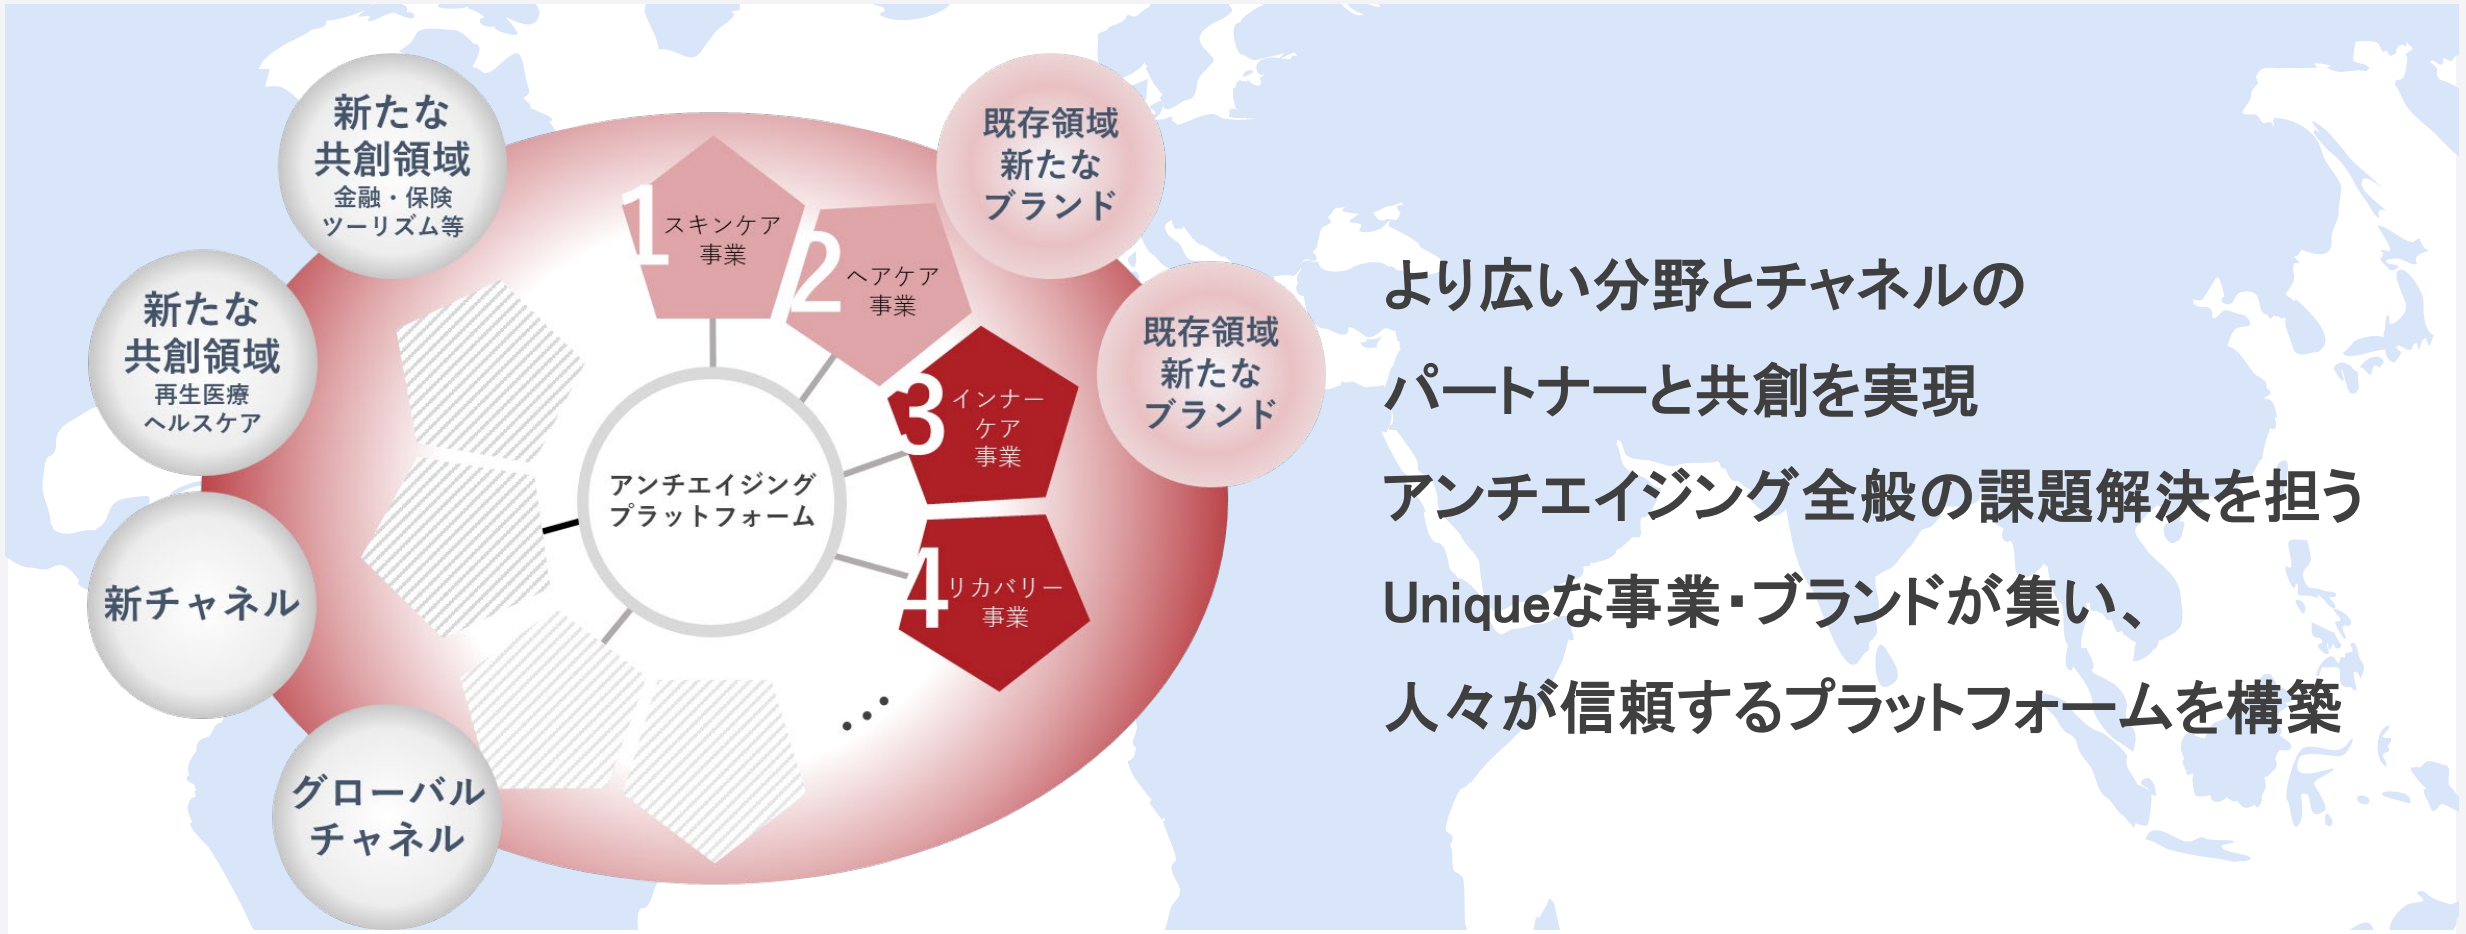 新たな
共創領域
金融・保険
ツーリズム等
新たな
共創領域
再生医療
ヘルスケア
新チャネル
グローバル
チャネル
既存領域
新たな
ブランド
既存領域
新たな
ブランド
1
スキンケア
事業
2
ヘアケア
事業
3
インナー
ケア
事業
4
リカバリー
事業
アンチエイジング
プラットフォーム
…
より広い分野とチャネルの
パートナーと共創を実現
アンチエイジング全般の課題解決を担う
Uniqueな事業・ブランドが集い、
人々が信頼するプラットフォームを構築